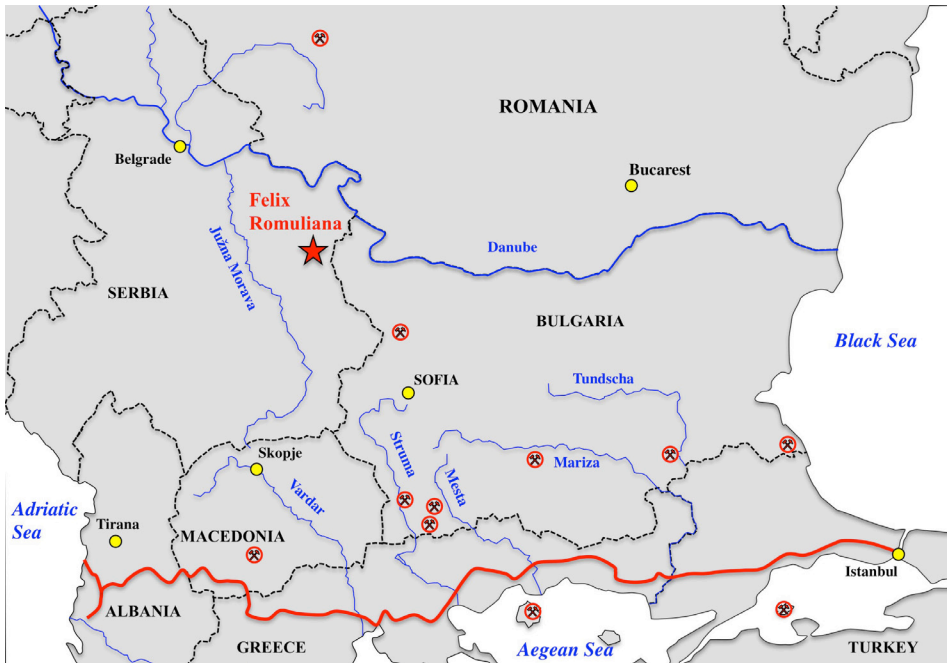 ROMANIA
Belgrade
Bucarest
Felix
Romuliana
Južna Morava
Danube
SERBIA
BULGARIA
Black Sea
SOFIA
Tundscha
Struma
Mariza
Skopje
Mesta
Vardar
Adriatic
Sea
Tirana
MACEDONIA
Istanbul
ALBANIA
GREECE
Aegean Sea
TURKEY